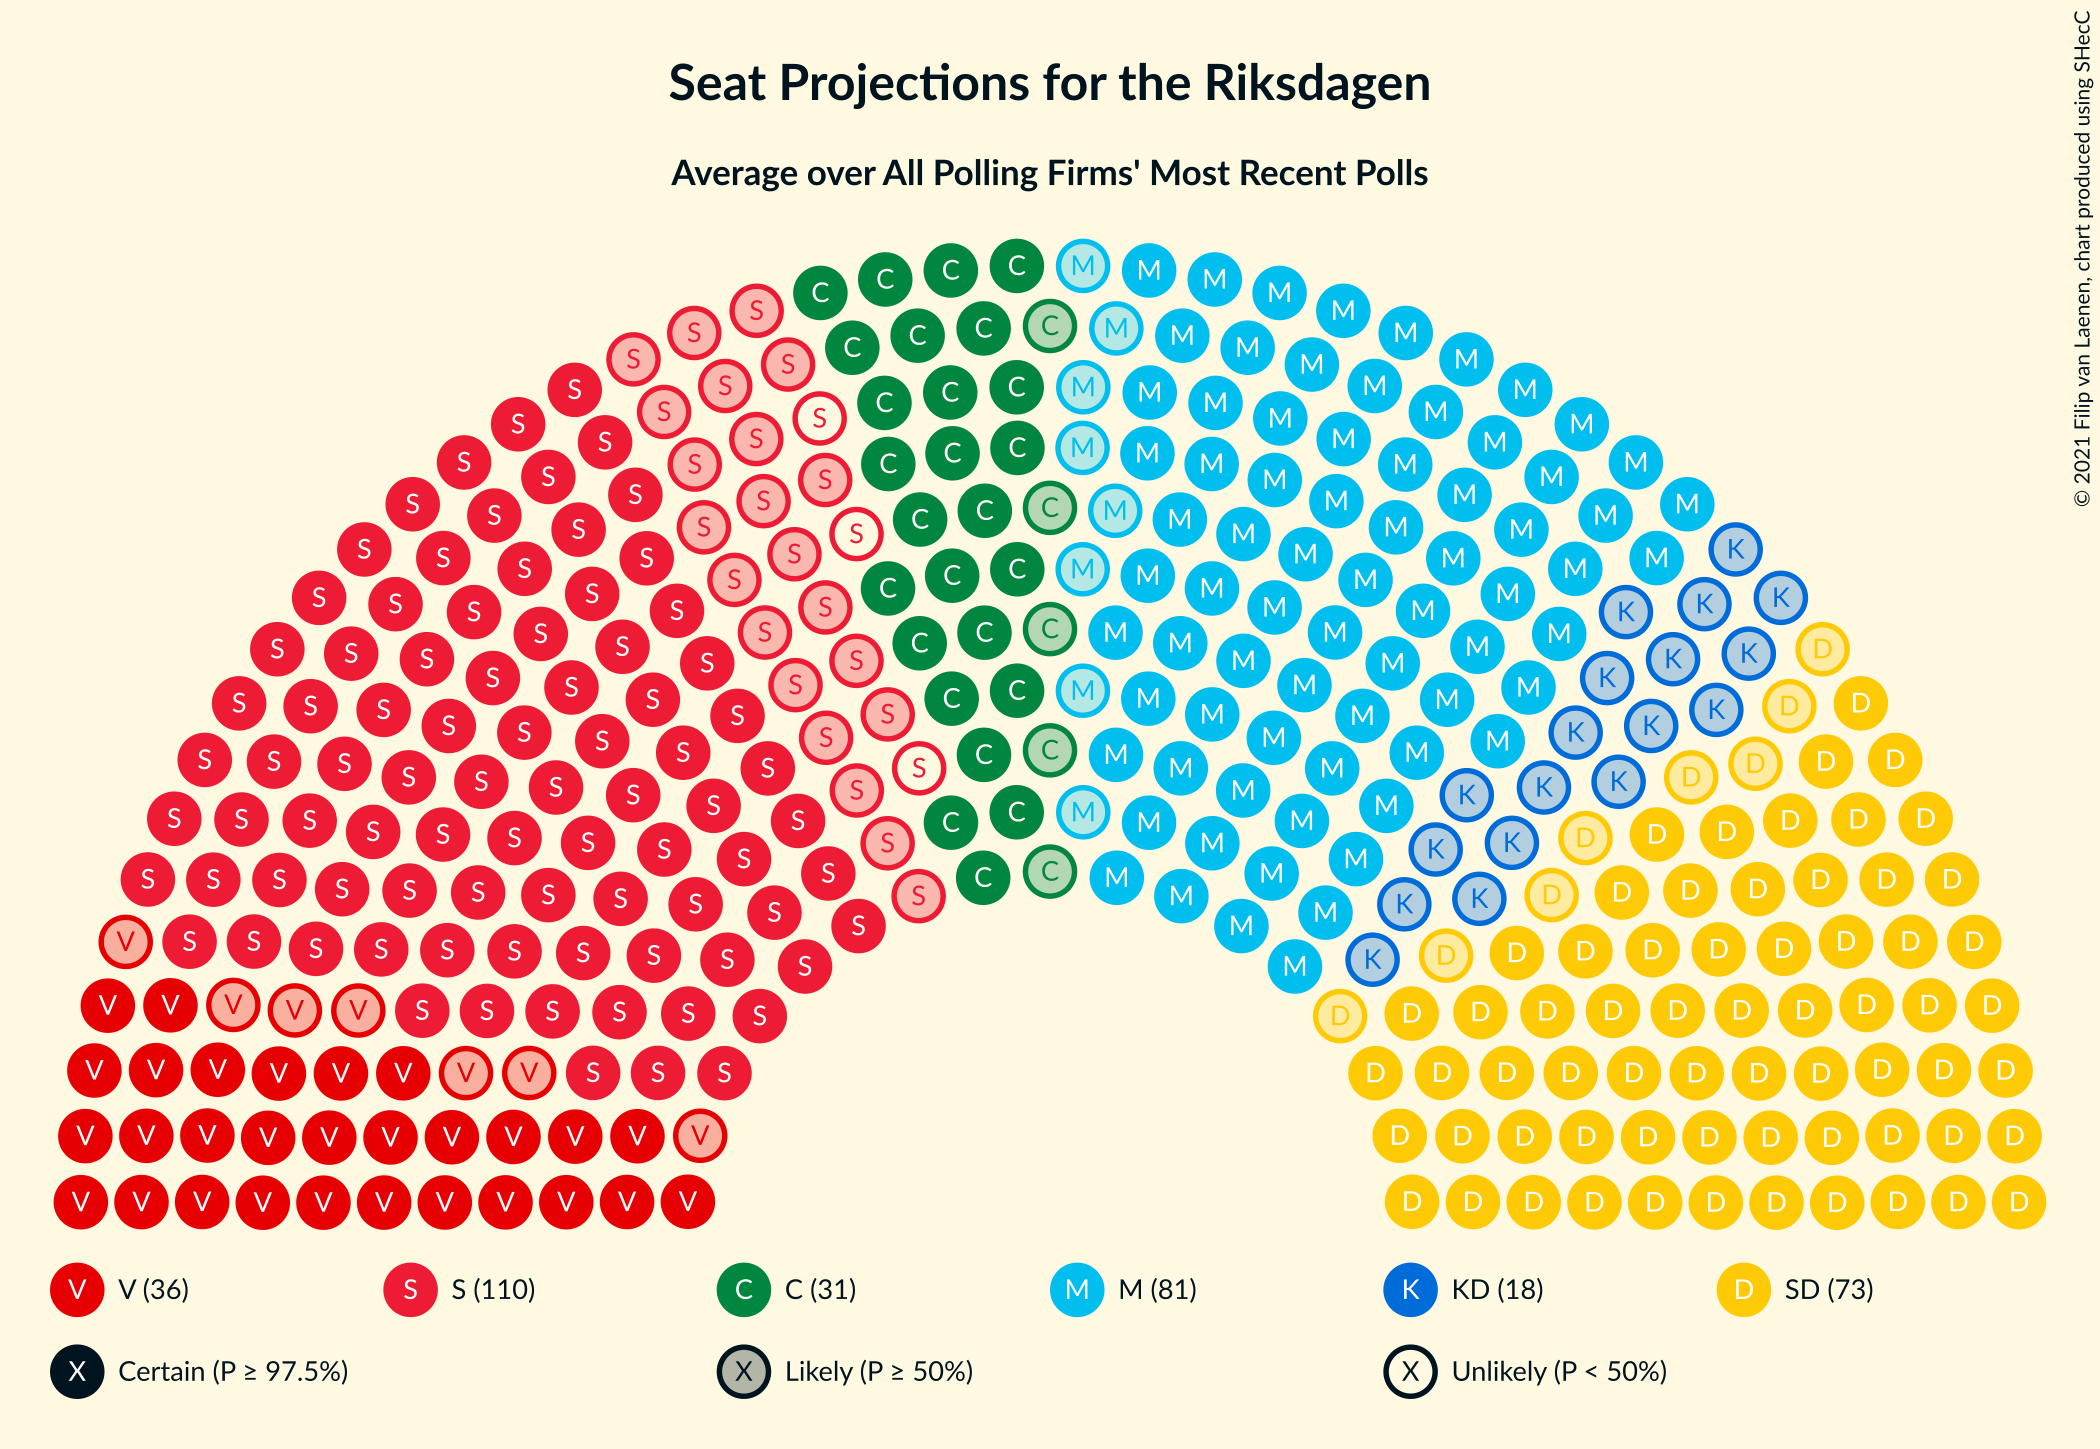 Seat Projections for the Riksdagen
Average over All Polling Firms' Most Recent Polls
© 2021 Filip van Laenen, chart produced using SHecC
V V (36) S S (110) C C (31) M M (81) K KD (18) D SD (73)
X Certain (P ≥ 97.5%) X Likely (P ≥ 50%) X Unlikely (P < 50%)